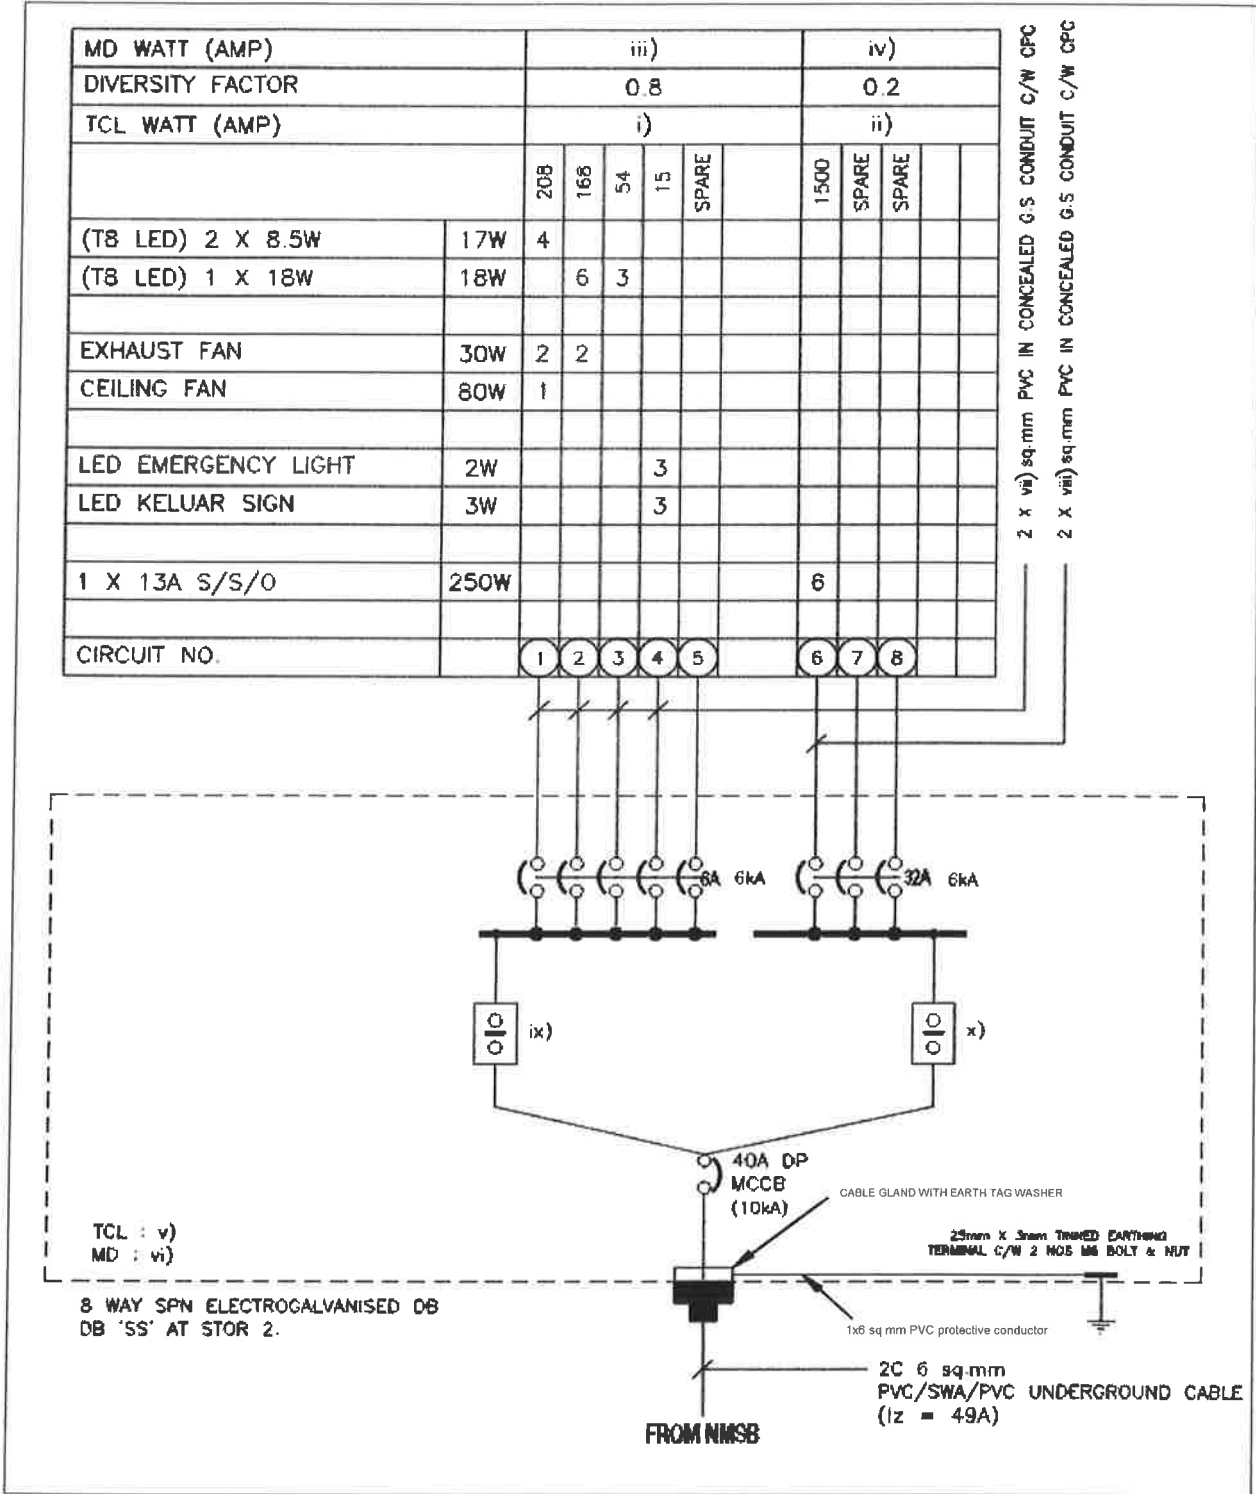 MD WATT (AMP) iii) iv)
DIVERSITY FACTOR 0.8 0.2
TCL WATT (AMP) i) ii)
208 168 54 15 SPARE 1500 SPARE SPARE
(T8 LED) 2 X 8.5W 17W 4
(T8 LED) 1 X 18W 18W 6 3
EXHAUST FAN 30W 2 2
CEILING FAN 80W 1
LED EMERGENCY LIGHT 2W 3
LED KELUAR SIGN 3W 3
1 X 13A S/S/O 250W 6
CIRCUIT NO. 1 2 3 4 5 6 7 8
2 X vii) sq.mm PVC IN CONCEALED G.S CONDUIT C/W CPC
2 X viii) sq.mm PVC IN CONCEALED G.S CONDUIT C/W CPC
6A 6kA 32A 6kA
ix) x)
40A DP
MCCB
(10kA)
CABLE GLAND WITH EARTH TAG WASHER
TCL : v)
MD : vi)
25mm X 3mm TINNED EARTHING
TERMINAL C/W 2 NOS M6 BOLT & NUT
8 WAY SPN ELECTROGALVANISED DB
DB 'SS' AT STOR 2.
1x6 sq mm PVC protective conductor
2C 6 sq.mm
PVC/SWA/PVC UNDERGROUND CABLE
(Iz = 49A)
FROM NMSB